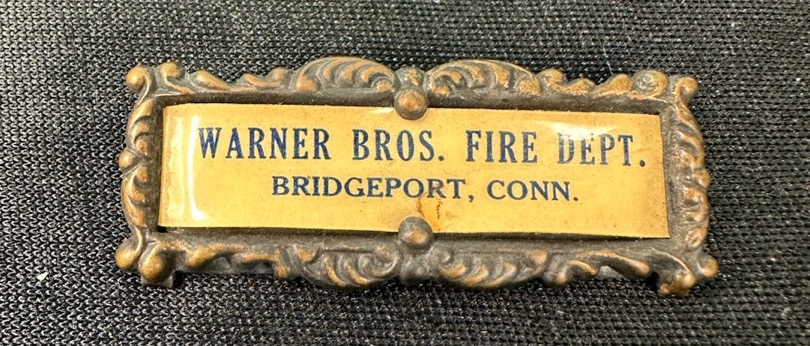 WARNER BROS. FIRE DEPT.
BRIDGEPORT, CONN.